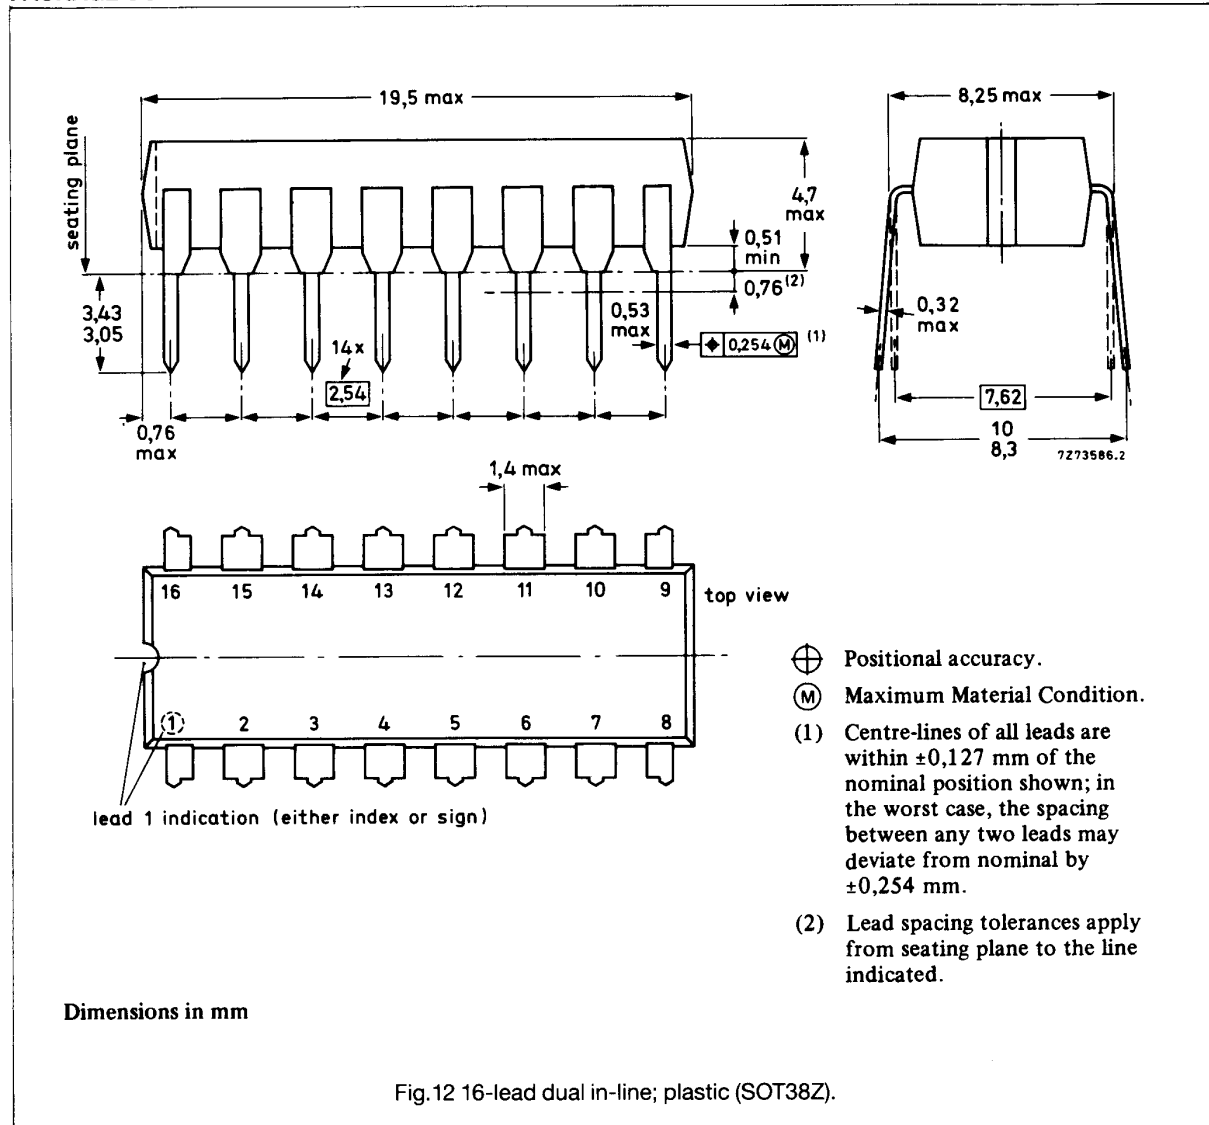 19,5 max
8,25 max
seating plane
4,7
max
0,51
min
0,76(2)
3,43
3,05
0,53
max
0,254 Ⓜ (1)
0,32
max
14x
2,54
0,76
max
7,62
10
8,3
7Z73586.2
1,4 max
16 15 14 13 12 11 10 9
top view
1 2 3 4 5 6 7 8
lead 1 indication (either index or sign)
Positional accuracy.
Ⓜ Maximum Material Condition.
(1) Centre-lines of all leads are
within ±0,127 mm of the
nominal position shown; in
the worst case, the spacing
between any two leads may
deviate from nominal by
±0,254 mm.
(2) Lead spacing tolerances apply
from seating plane to the line
indicated.
Dimensions in mm
Fig.12 16-lead dual in-line; plastic (SOT38Z).